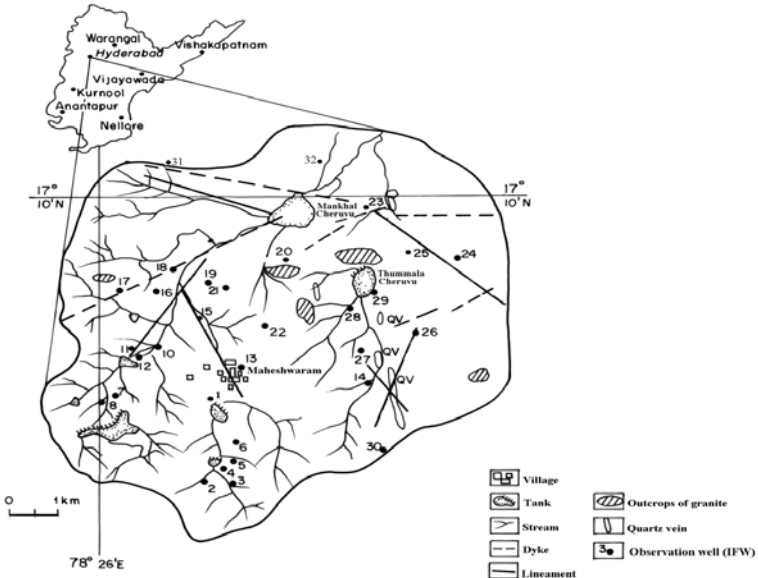 Warangal
Hyderabad
Vishakapatnam
Vijayawada
Kurnool
Anantapur
Nellore
31
32
17°
10'N
17°
10'N
23
Mankhal
Cheruvu
20
25
24
18
19
21
17
16
Thummala
Cheruvu
29
28
15
22
QV
26
11
10
12
13
Maheshwaram
27
14
QV
7
8
1
6
5
4
2
3
30
0 1 km
78° 26'E
Village
Tank
Stream
Dyke
Lineament
Outcrops of granite
Quartz vein
3 Observation well (IFW)